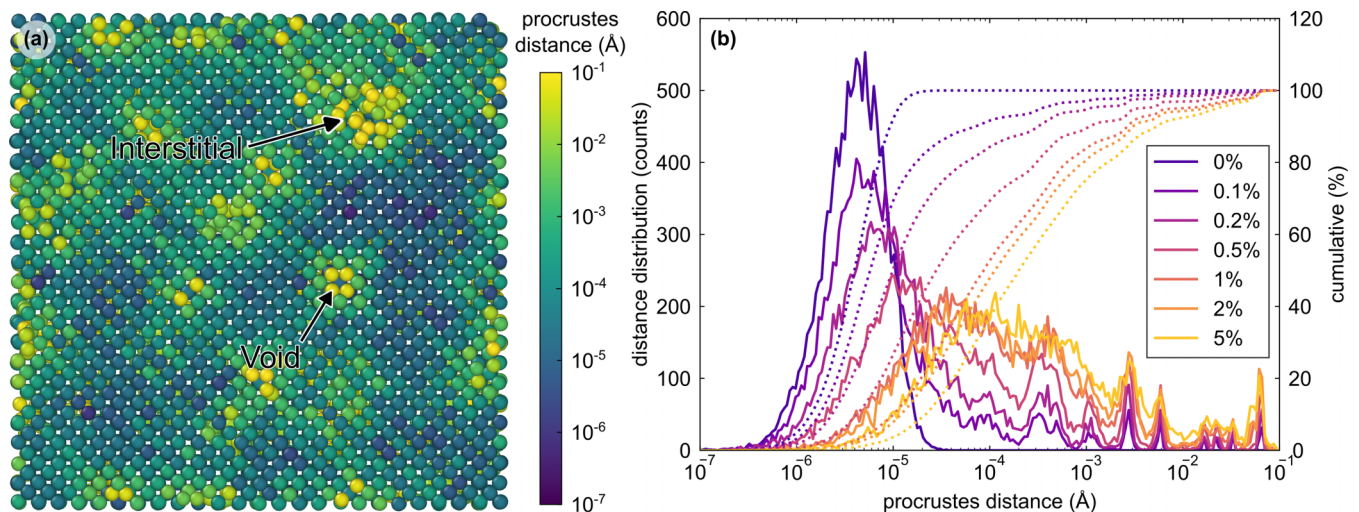 (a)
Interstitial
Void
procrustes
distance (Å)
10⁻¹
10⁻²
10⁻³
10⁻⁴
10⁻⁵
10⁻⁶
10⁻⁷
(b)
distance distribution (counts)
600
500
400
300
200
100
0
10⁻⁷ 10⁻⁶ 10⁻⁵ 10⁻⁴ 10⁻³ 10⁻² 10⁻¹
procrustes distance (Å)
120
100
80
60
40
20
0
cumulative (%)
0%
0.1%
0.2%
0.5%
1%
2%
5%